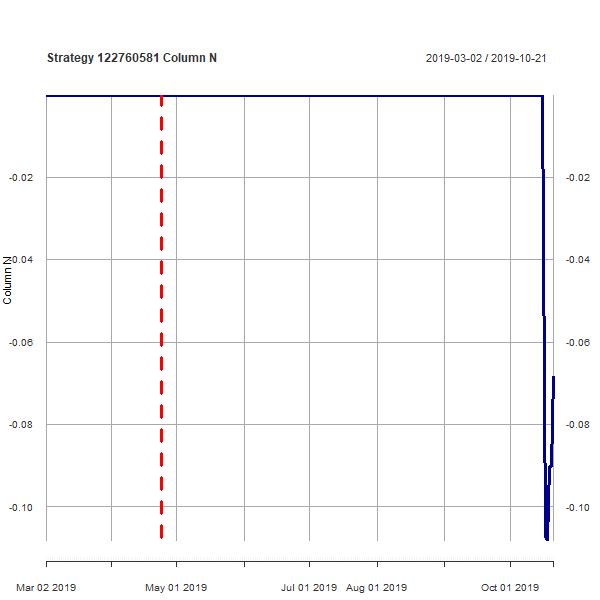 Strategy 122760581 Column N
2019-03-02 / 2019-10-21
-0.02 -0.02
-0.04 -0.04
Column N
-0.06 -0.06
-0.08 -0.08
-0.10 -0.10
Mar 02 2019 May 01 2019 Jul 01 2019 Aug 01 2019 Oct 01 2019